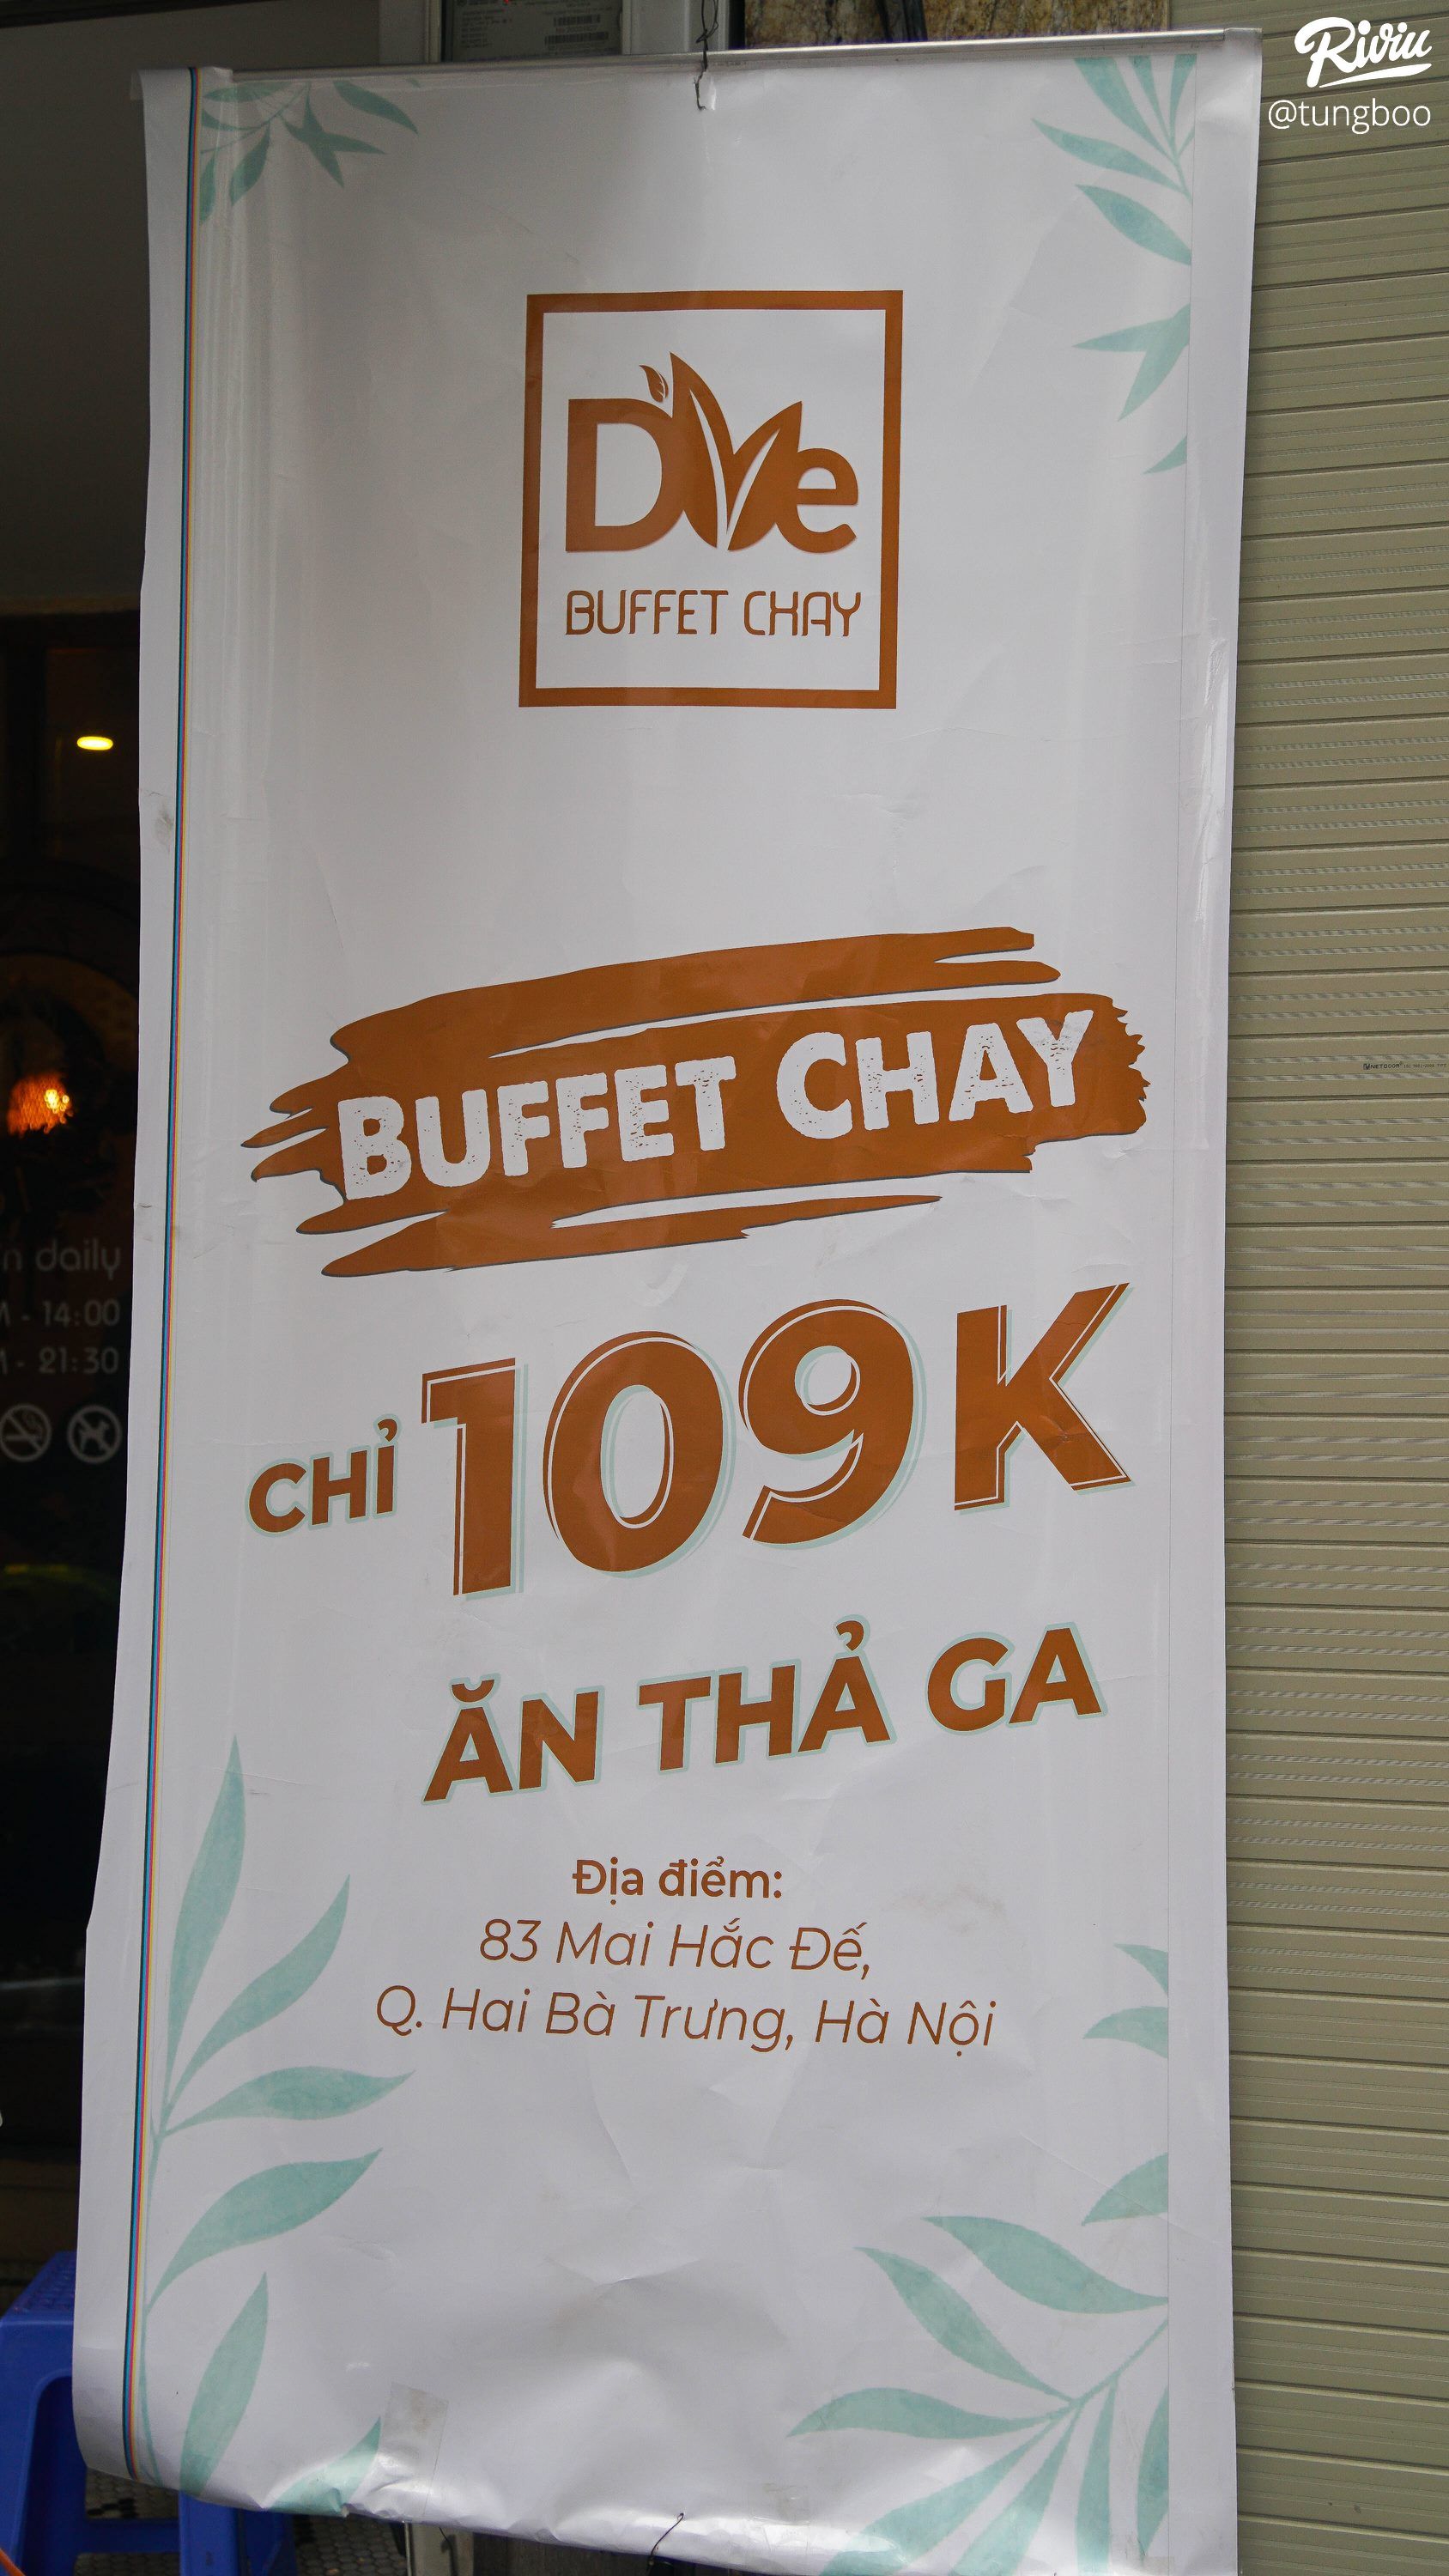 Riviu
@tungboo
D'Ve
BUFFET CHAY
BUFFET CHAY
CHỈ 109K
ĂN THẢ GA
Địa điểm:
83 Mai Hắc Đế,
Q. Hai Bà Trưng, Hà Nội
n daily
- 14:00
- 21:30